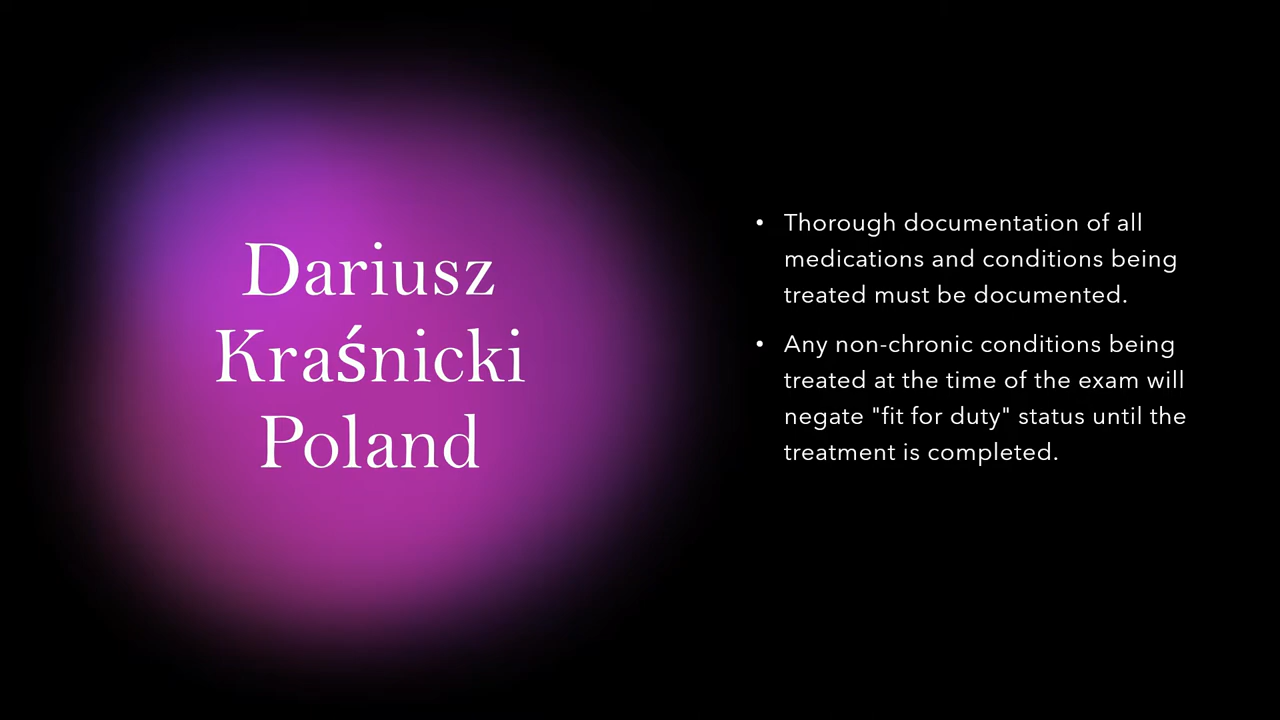 Dariusz
Kraśnicki
Poland
• Thorough documentation of all
medications and conditions being
treated must be documented.
• Any non-chronic conditions being
treated at the time of the exam will
negate "fit for duty" status until the
treatment is completed.